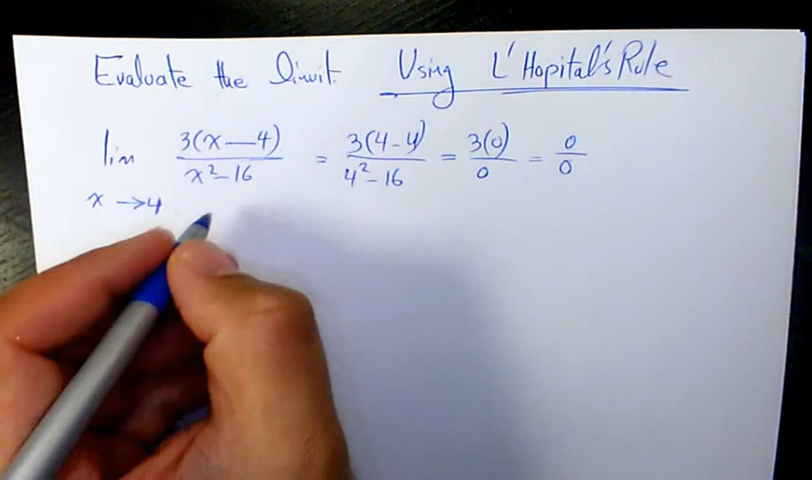 Evaluate the limit Using L'Hopital's Rule
lim 3(x-4)/x²-16 = 3(4-4)/4²-16 = 3(0)/0 = 0/0
x → 4